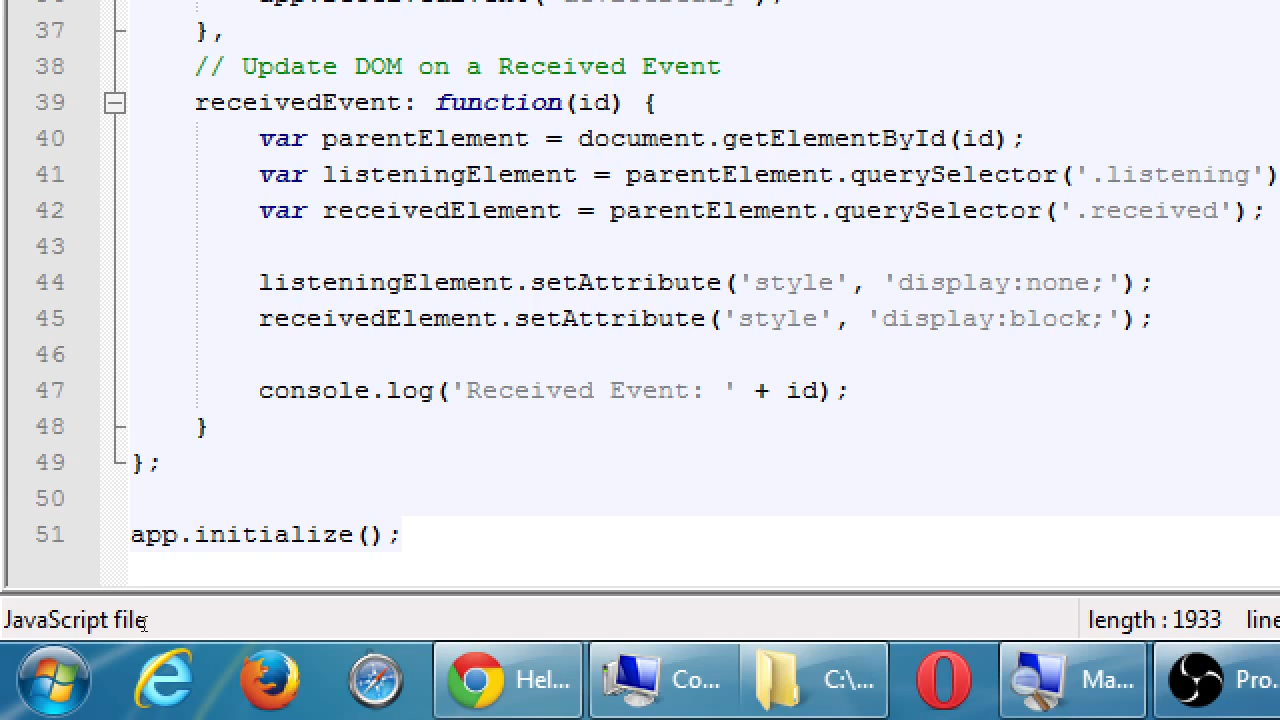 37 },
38 // Update DOM on a Received Event
39 receivedEvent: function(id) {
40 var parentElement = document.getElementById(id);
41 var listeningElement = parentElement.querySelector('.listening')
42 var receivedElement = parentElement.querySelector('.received');
43
44 listeningElement.setAttribute('style', 'display:none;');
45 receivedElement.setAttribute('style', 'display:block;');
46
47 console.log('Received Event: ' + id);
48 }
49 };
50
51 app.initialize();
JavaScript file length : 1933 line
Hel... Co... C:\... Ma... Pro.